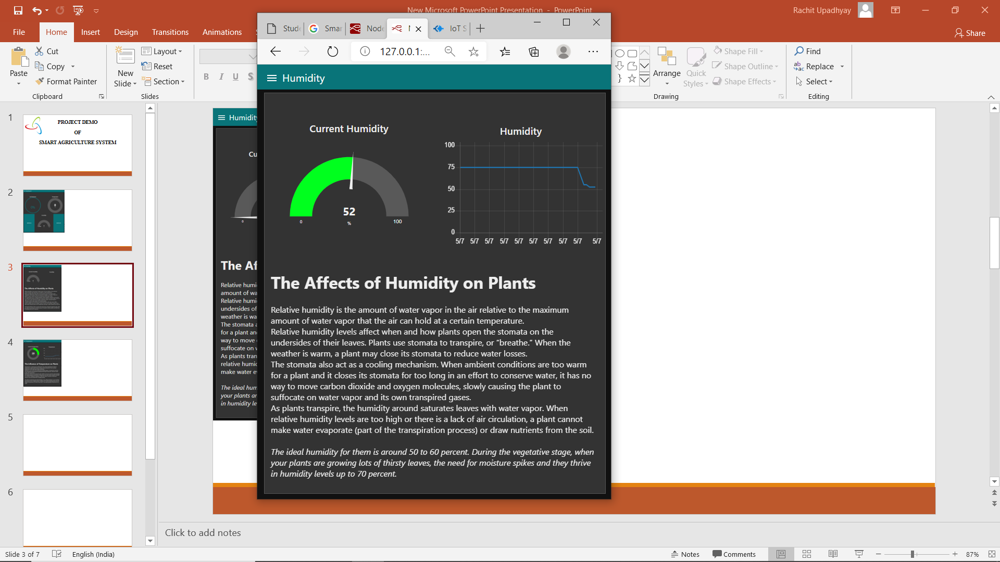 New Microsoft PowerPoint Presentation - PowerPoint
Rachit Upadhyay
File
Home
Insert
Design
Transitions
Animations
Share
Paste
Cut
Copy
Format Painter
Clipboard
New
Slide
Layout
Reset
Section
Slides
B I U S
Arrange
Quick
Styles
Shape Fill
Shape Outline
Shape Effects
Drawing
Find
Replace
Select
Editing
Stud
Smar
Node
IoT S
127.0.0.1:...
Humidity
Current Humidity
52
%
0
100
Humidity
100
75
50
25
0
5/7 5/7 5/7 5/7 5/7 5/7 5/7 5/7 5/7 5/7
The Affects of Humidity on Plants
Relative humidity is the amount of water vapor in the air relative to the maximum
amount of water vapor that the air can hold at a certain temperature.
Relative humidity levels affect when and how plants open the stomata on the
undersides of their leaves. Plants use stomata to transpire, or “breathe.” When the
weather is warm, a plant may close its stomata to reduce water losses.
The stomata also act as a cooling mechanism. When ambient conditions are too warm
for a plant and it closes its stomata for too long in an effort to conserve water, it has no
way to move carbon dioxide and oxygen molecules, slowly causing the plant to
suffocate on water vapor and its own transpired gases.
As plants transpire, the humidity around saturates leaves with water vapor. When
relative humidity levels are too high or there is a lack of air circulation, a plant cannot
make water evaporate (part of the transpiration process) or draw nutrients from the soil.
The ideal humidity for them is around 50 to 60 percent. During the vegetative stage, when
your plants are growing lots of thirsty leaves, the need for moisture spikes and they thrive
in humidity levels up to 70 percent.
1
PROJECT DEMO
OF
SMART AGRICULTURE SYSTEM
2
3
4
5
6
Humidity
Cu
0
The Af
Relative humi
amount of wa
Relative humi
undersides of
weather is wa
The stomata a
for a plant an
way to move
suffocate on v
As plants tran
relative humid
make water e
The ideal hum
your plants ar
in humidity le
Click to add notes
Slide 3 of 7
English (India)
Notes
Comments
87%